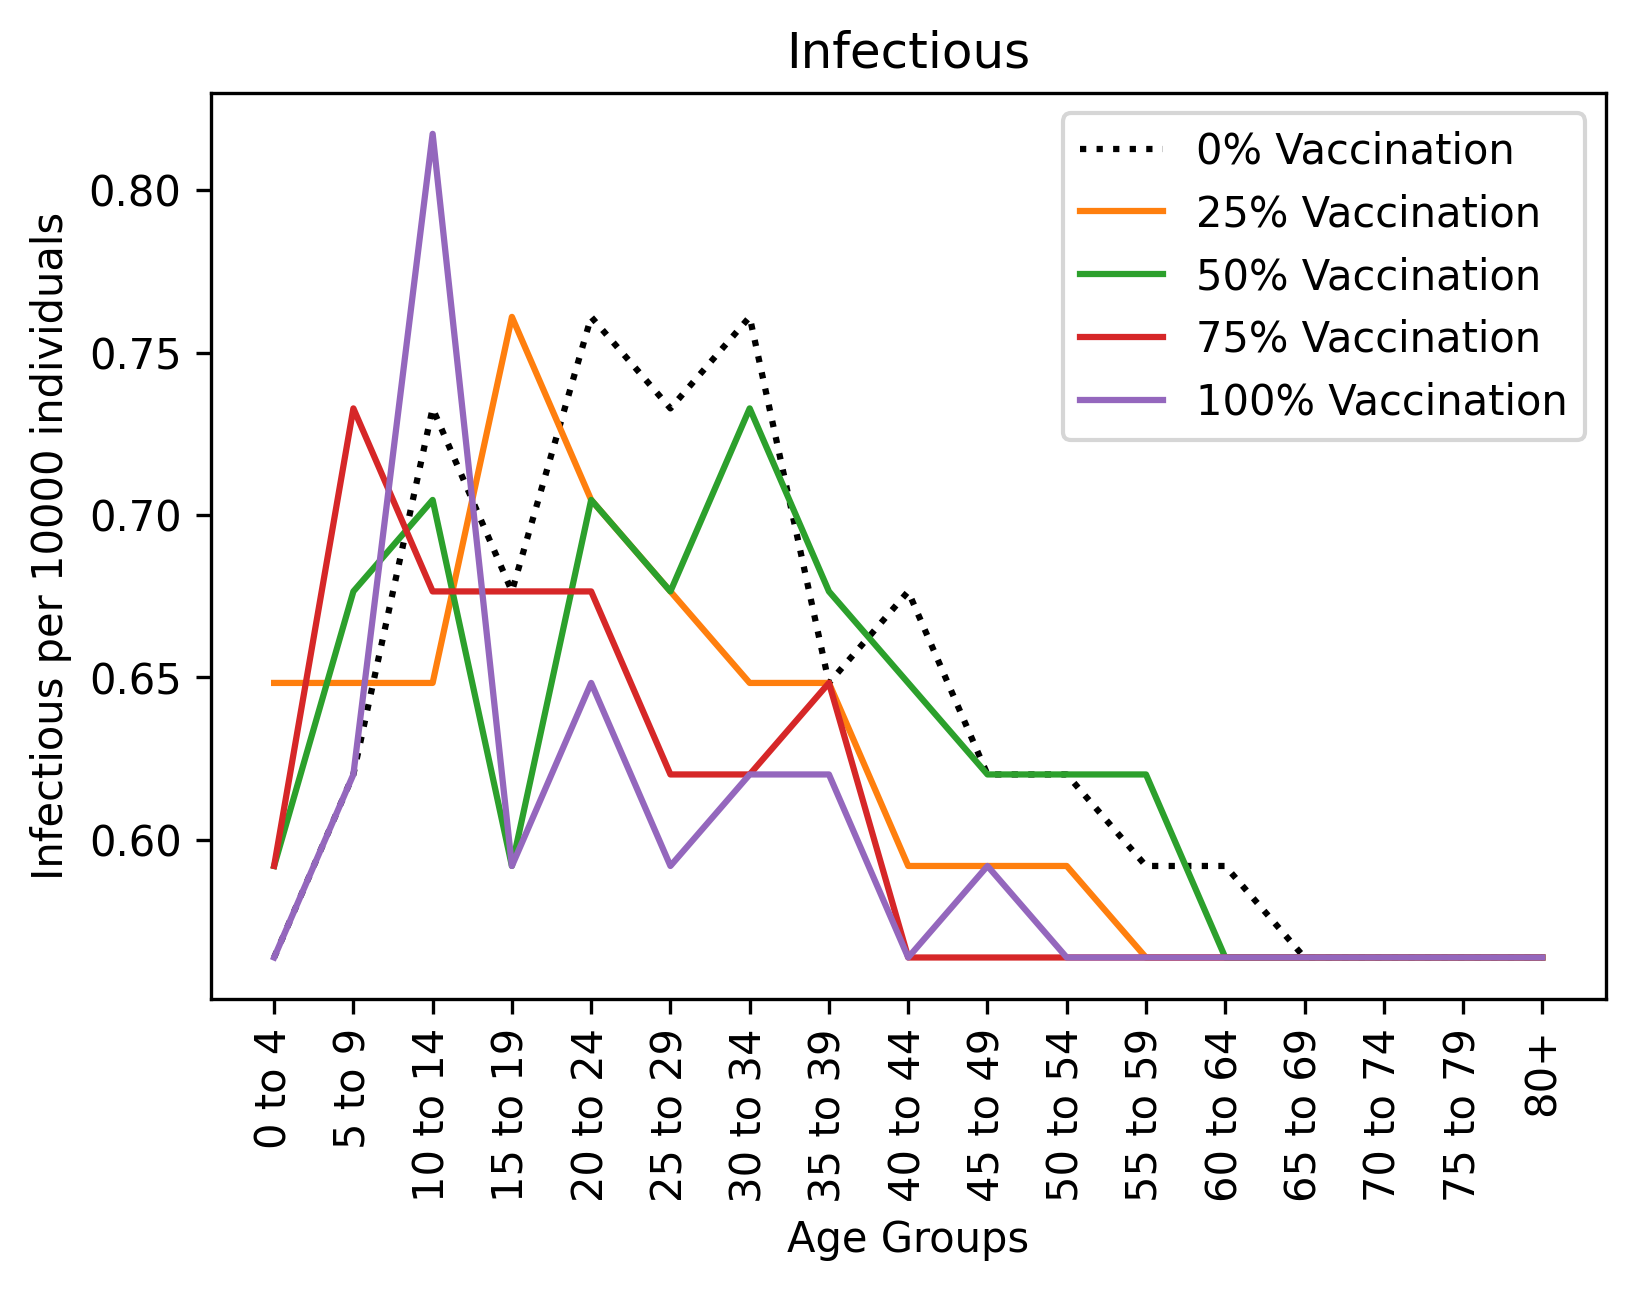 Infectious
0% Vaccination
25% Vaccination
50% Vaccination
75% Vaccination
100% Vaccination
Infectious per 10000 individuals
0.80
0.75
0.70
0.65
0.60
0 to 4
5 to 9
10 to 14
15 to 19
20 to 24
25 to 29
30 to 34
35 to 39
40 to 44
45 to 49
50 to 54
55 to 59
60 to 64
65 to 69
70 to 74
75 to 79
80+
Age Groups